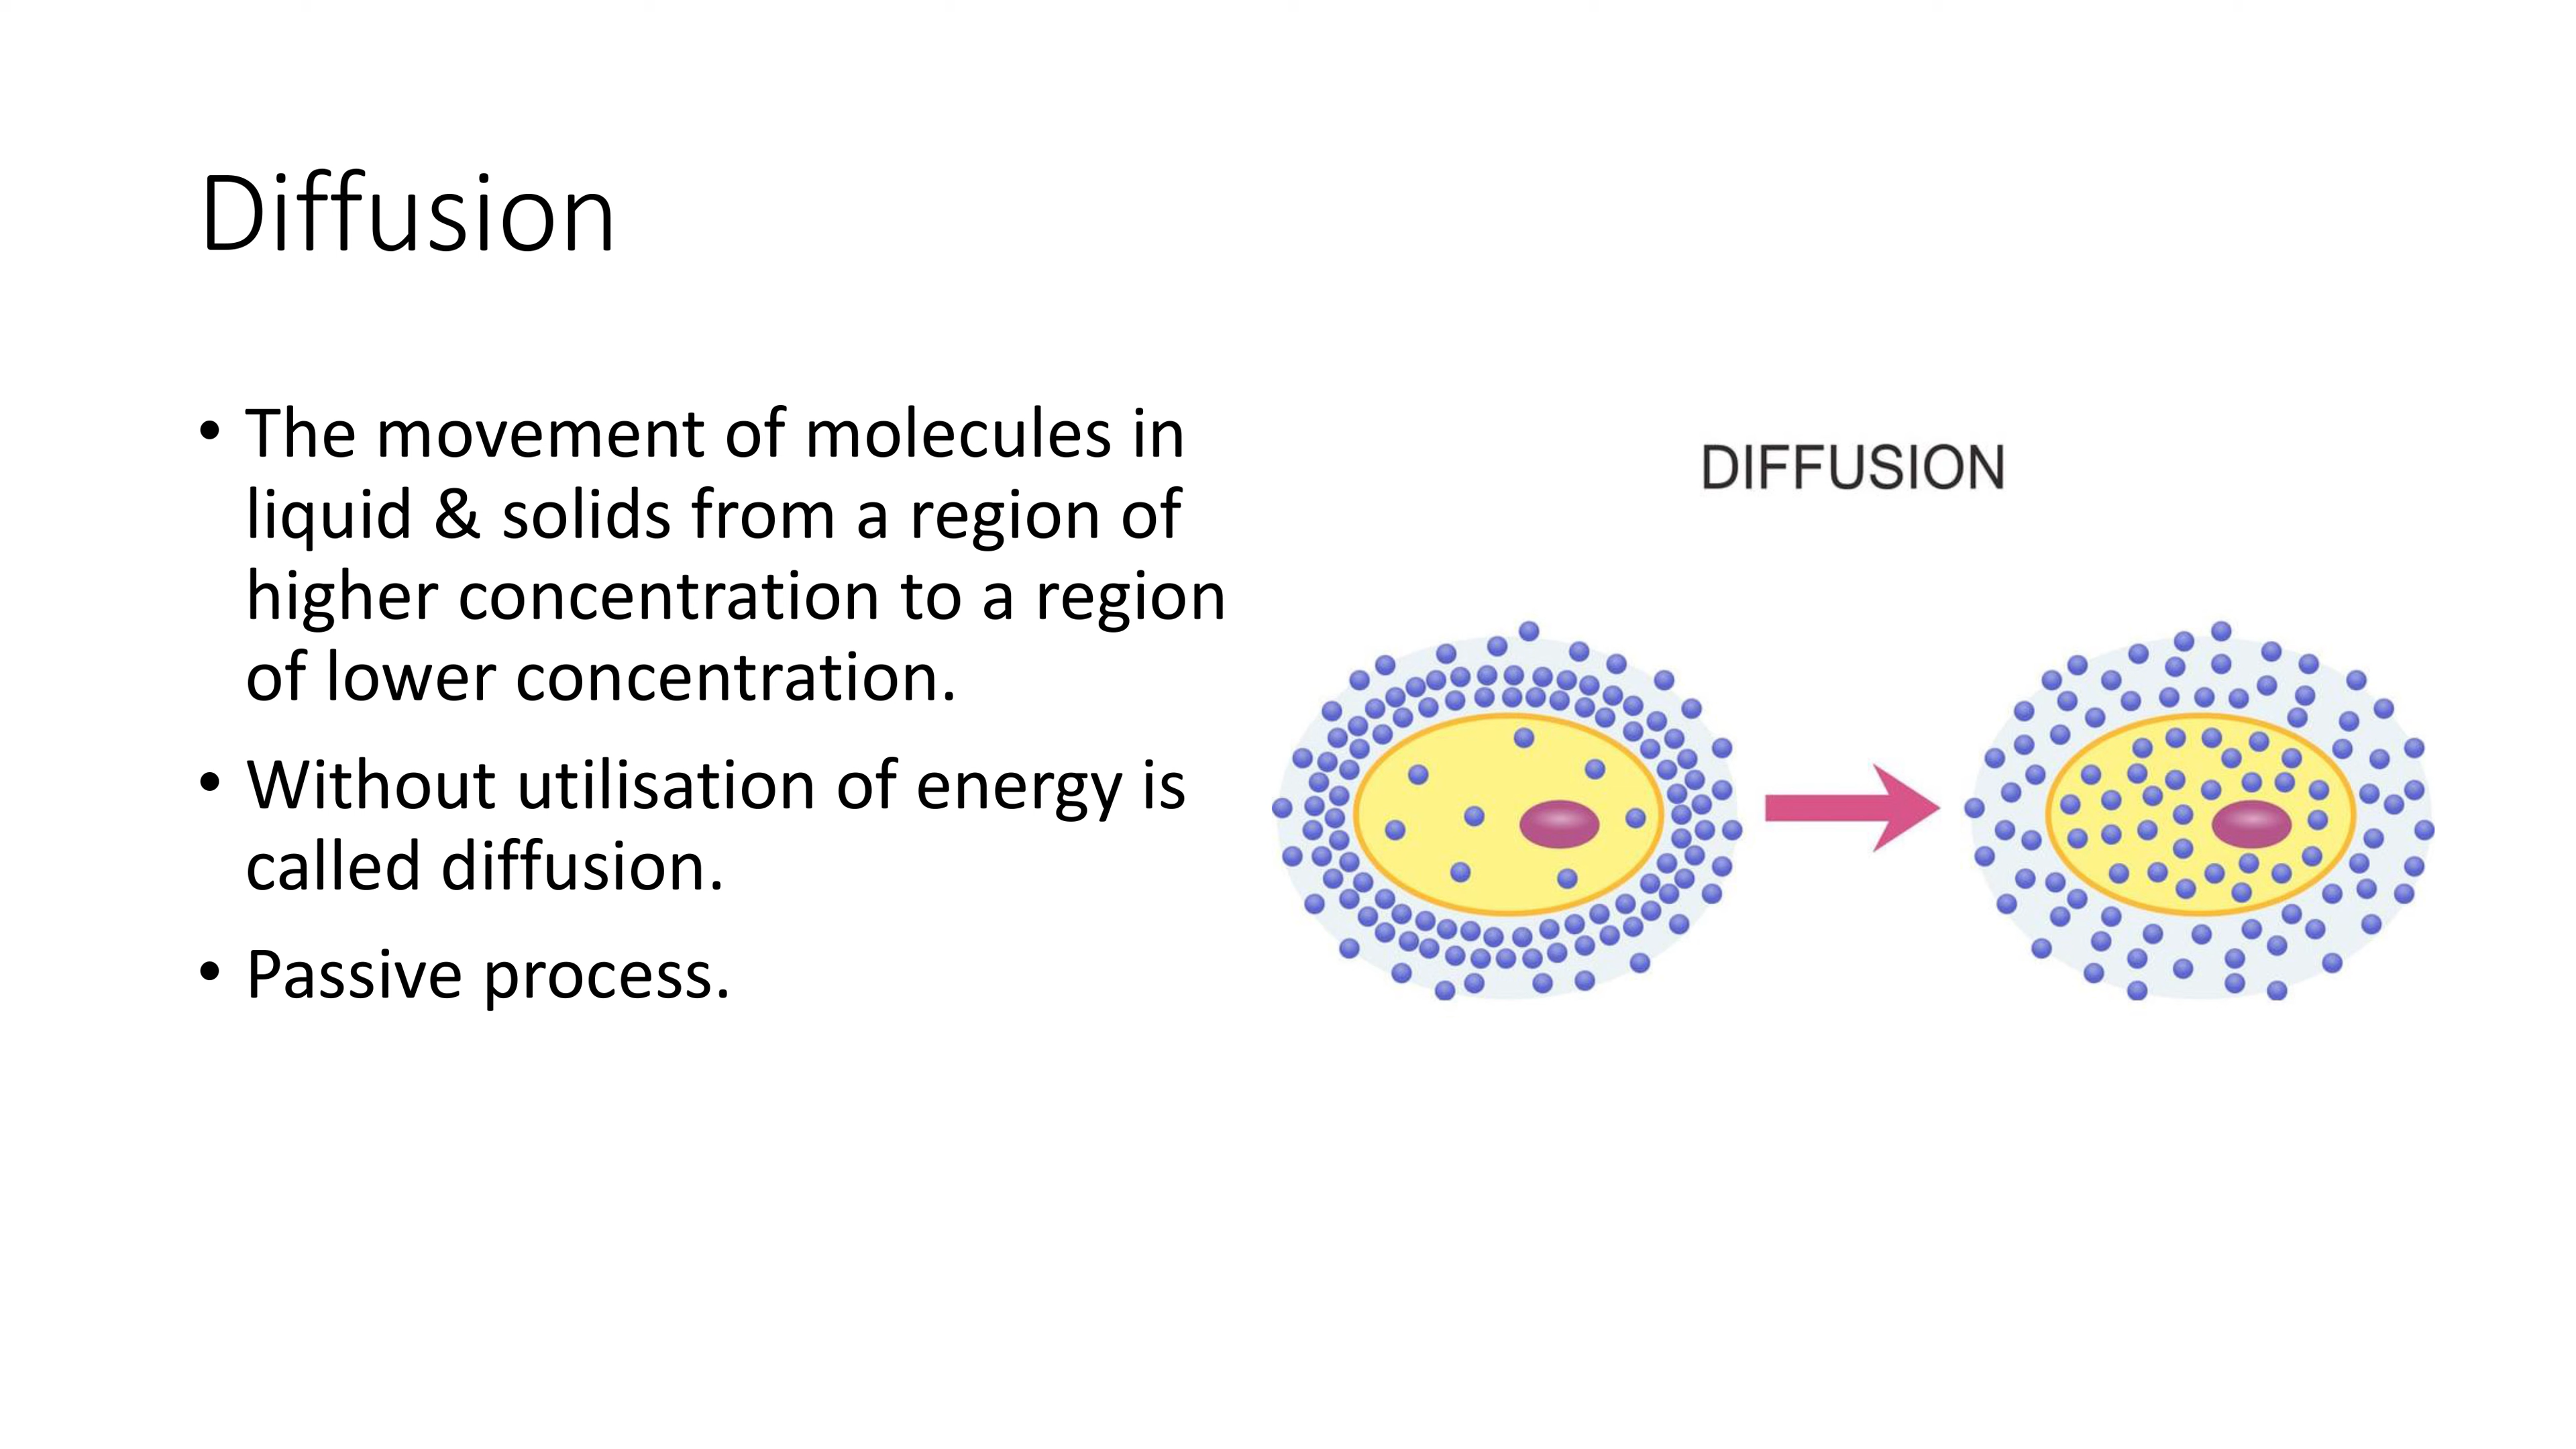 Diffusion
• The movement of molecules in
liquid & solids from a region of
higher concentration to a region
of lower concentration.
• Without utilisation of energy is
called diffusion.
• Passive process.
DIFFUSION